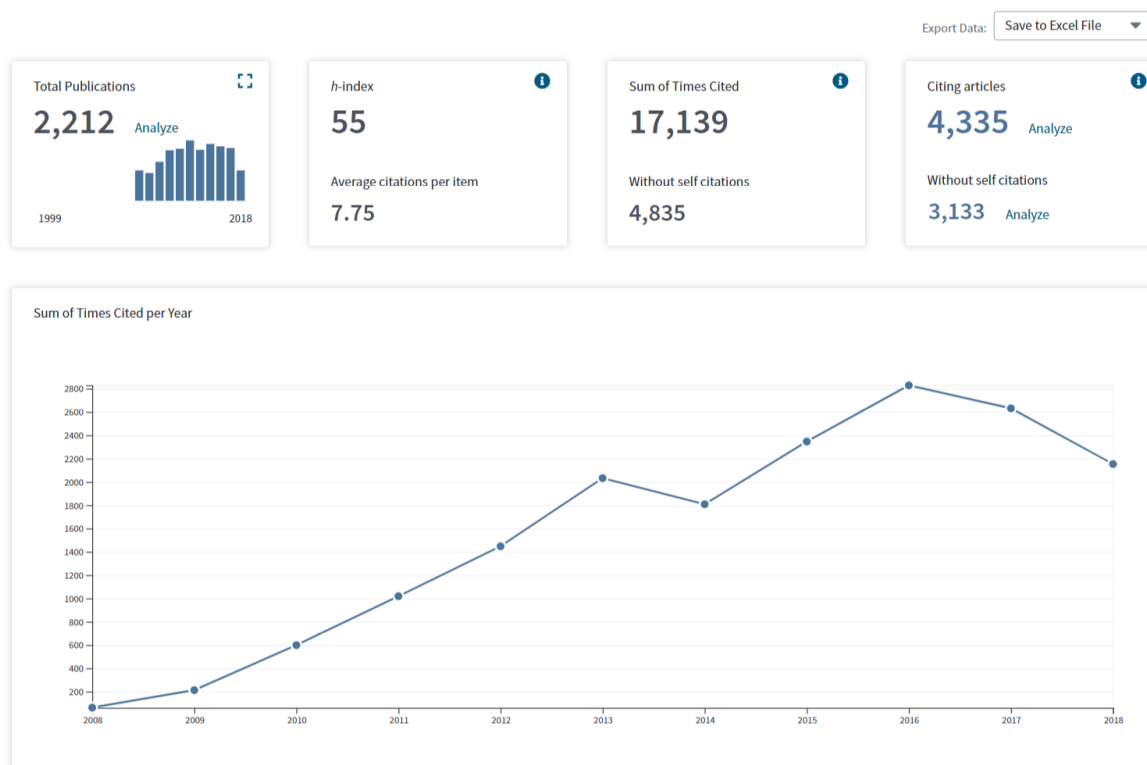 Export Data: Save to Excel File
Total Publications
2,212 Analyze
1999 2018
h-index
55
Average citations per item
7.75
Sum of Times Cited
17,139
Without self citations
4,835
Citing articles
4,335 Analyze
Without self citations
3,133 Analyze
Sum of Times Cited per Year
2800
2600
2400
2200
2000
1800
1600
1400
1200
1000
800
600
400
200
2008 2009 2010 2011 2012 2013 2014 2015 2016 2017 2018